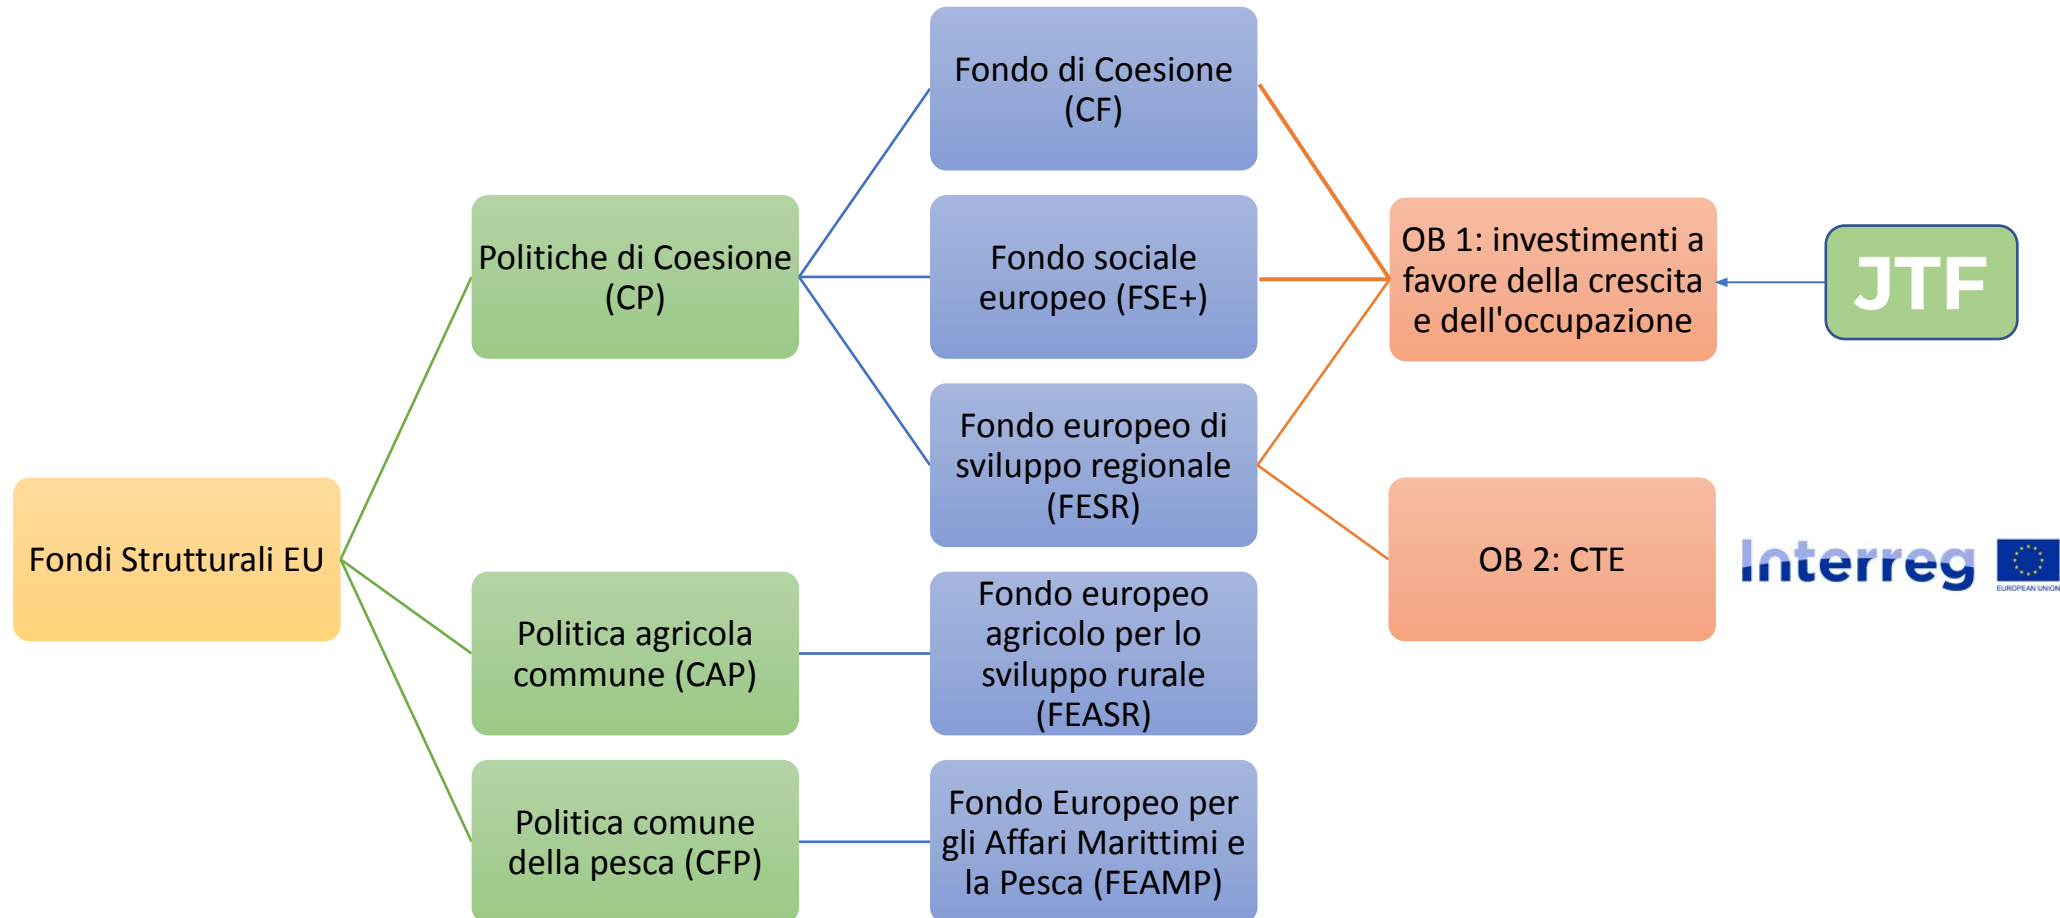 Fondi Strutturali EU
Politiche di Coesione
(CP)
Politica agricola
commune (CAP)
Politica comune
della pesca (CFP)
Fondo di Coesione
(CF)
Fondo sociale
europeo (FSE+)
Fondo europeo di
sviluppo regionale
(FESR)
Fondo europeo
agricolo per lo
sviluppo rurale
(FEASR)
Fondo Europeo per
gli Affari Marittimi e
la Pesca (FEAMP)
OB 1: investimenti a
favore della crescita
e dell'occupazione
OB 2: CTE
JTF
Interreg
EUROPEAN UNION